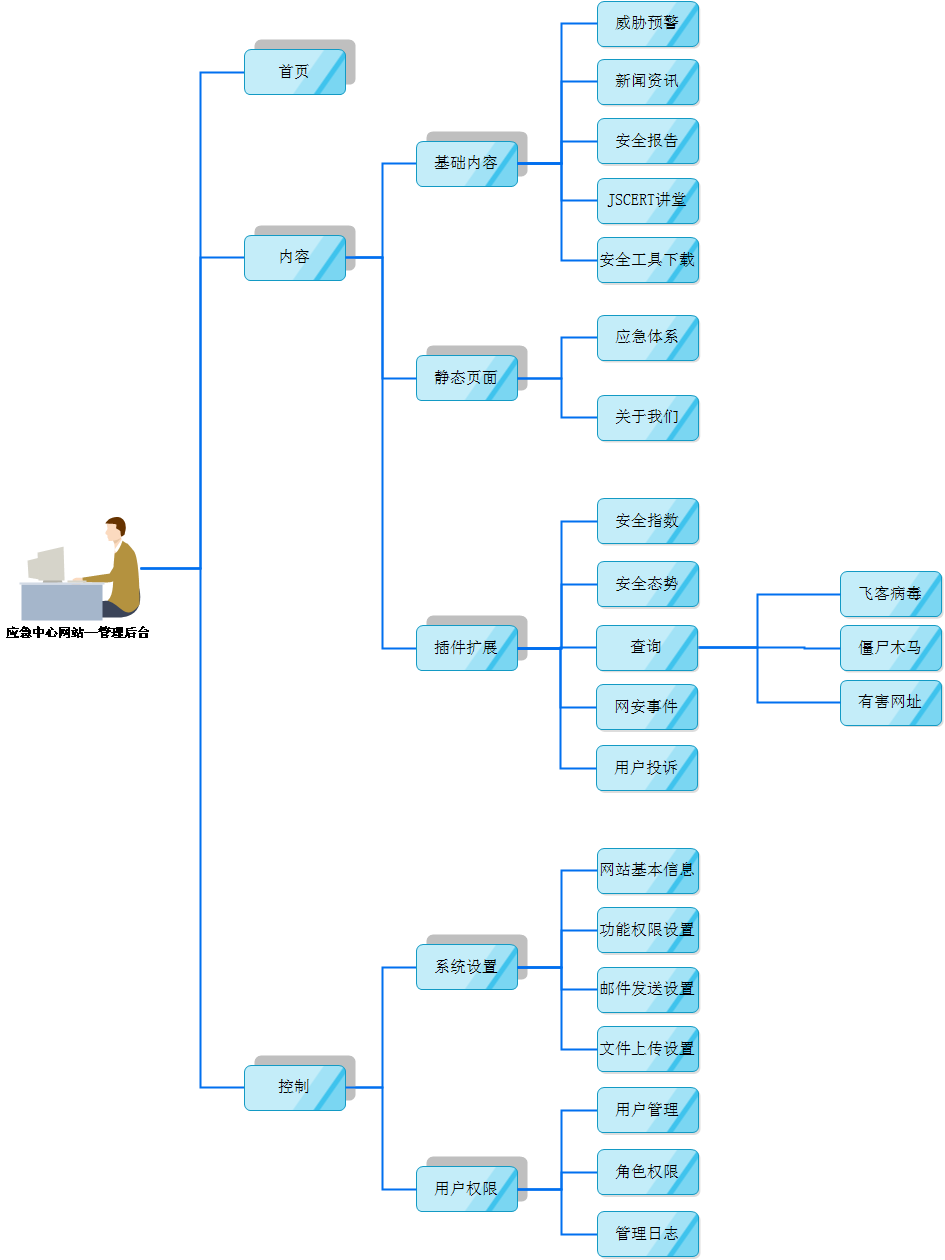 威胁预警
新闻资讯
安全报告
JSCERT讲堂
安全工具下载
首页
基础内容
内容
应急体系
静态页面
关于我们
安全指数
安全态势
插件扩展
查询
网安事件
用户投诉
飞客病毒
僵尸木马
有害网址
应急中心网站—管理后台
网站基本信息
功能权限设置
系统设置
邮件发送设置
文件上传设置
控制
用户管理
角色权限
用户权限
管理日志